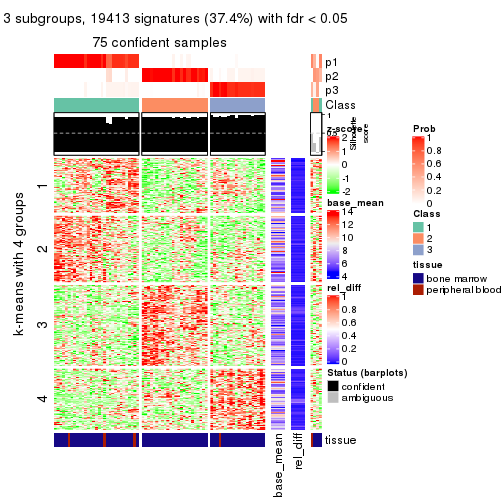 3 subgroups, 19413 signatures (37.4%) with fdr < 0.05
75 confident samples
p1
p2
p3
Class
1
0.5
0
Silhouette score
k-means with 4 groups
1
2
3
4
base_mean
rel_diff
tissue
z-score
2
1
0
-1
-2
base_mean
14
12
10
8
6
4
rel_diff
1
0.8
0.6
0.4
0.2
0
Status (barplots)
confident
ambiguous
Prob
1
0.8
0.6
0.4
0.2
0
Class
1
2
3
tissue
bone marrow
peripheral blood